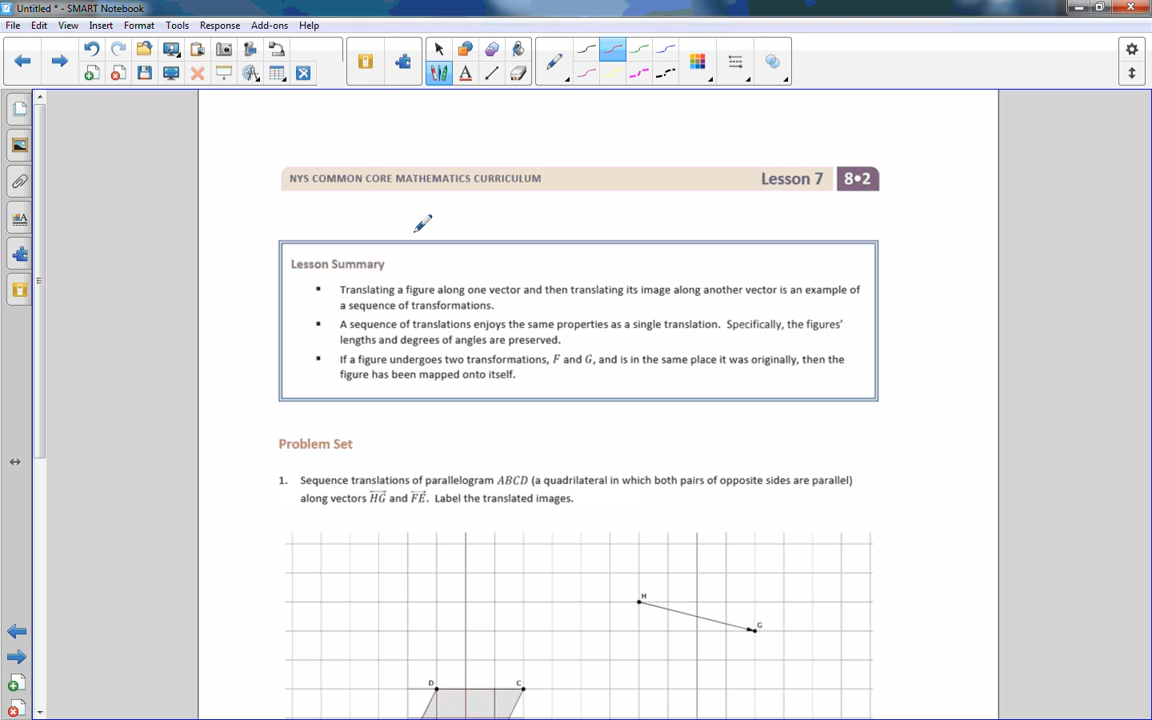 Untitled * - SMART Notebook
File Edit View Insert Format Tools Response Add-ons Help
NYS COMMON CORE MATHEMATICS CURRICULUM Lesson 7 8•2
Lesson Summary
▪ Translating a figure along one vector and then translating its image along another vector is an example of
a sequence of transformations.
▪ A sequence of translations enjoys the same properties as a single translation. Specifically, the figures'
lengths and degrees of angles are preserved.
▪ If a figure undergoes two transformations, F and G, and is in the same place it was originally, then the
figure has been mapped onto itself.
Problem Set
1. Sequence translations of parallelogram ABCD (a quadrilateral in which both pairs of opposite sides are parallel)
along vectors HG and FE. Label the translated images.
H
G
D C